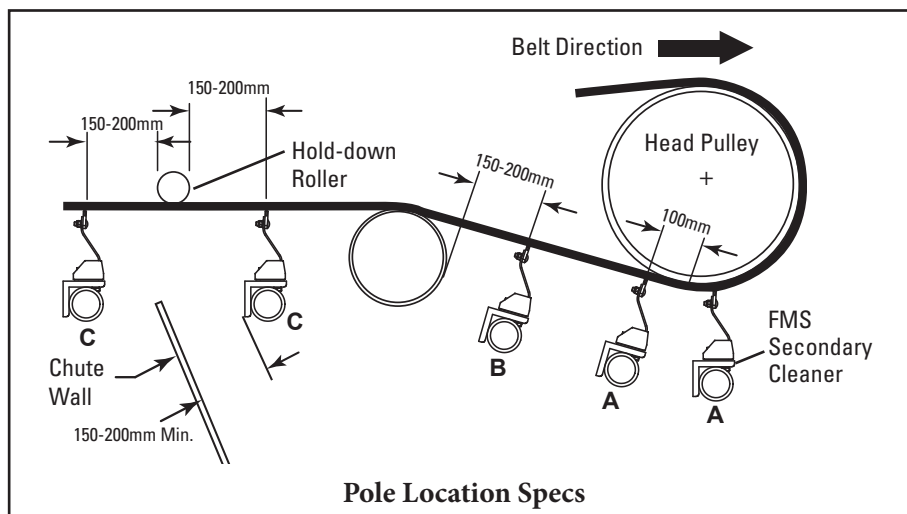 Belt Direction
150-200mm
150-200mm
Hold-down
Roller
Head Pulley
+
150-200mm
100mm
C
C
B
A
A
FMS
Secondary
Cleaner
Chute
Wall
150-200mm Min.
Pole Location Specs